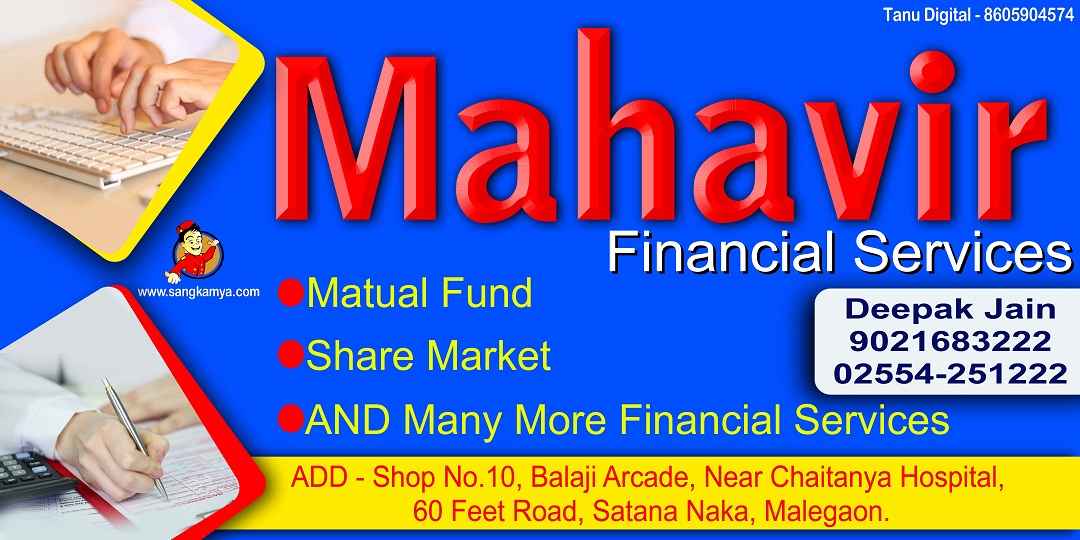 Tanu Digital - 8605904574
Mahavir
Financial Services
www.sangkamya.com
Matual Fund
Share Market
AND Many More Financial Services
Deepak Jain
9021683222
02554-251222
ADD - Shop No.10, Balaji Arcade, Near Chaitanya Hospital,
60 Feet Road, Satana Naka, Malegaon.